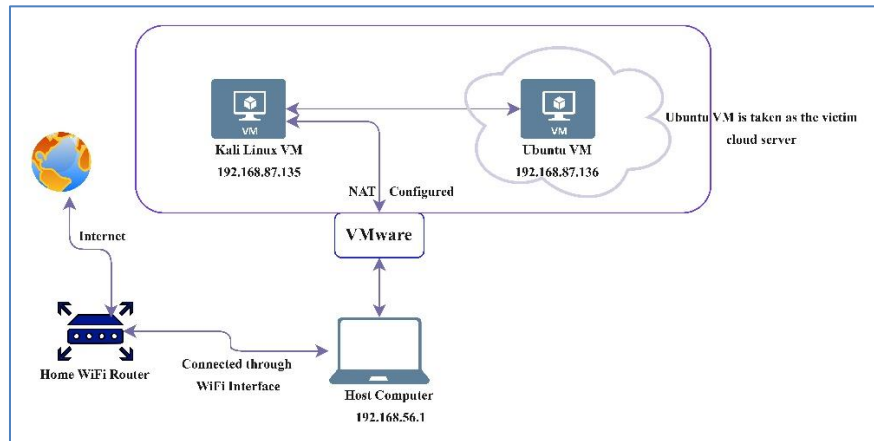 VM
Kali Linux VM
192.168.87.135
VM
Ubuntu VM
192.168.87.136
Ubuntu VM is taken as the victim
cloud server
NAT Configured
VMware
Internet
Home WiFi Router
Connected through
WiFi Interface
Host Computer
192.168.56.1